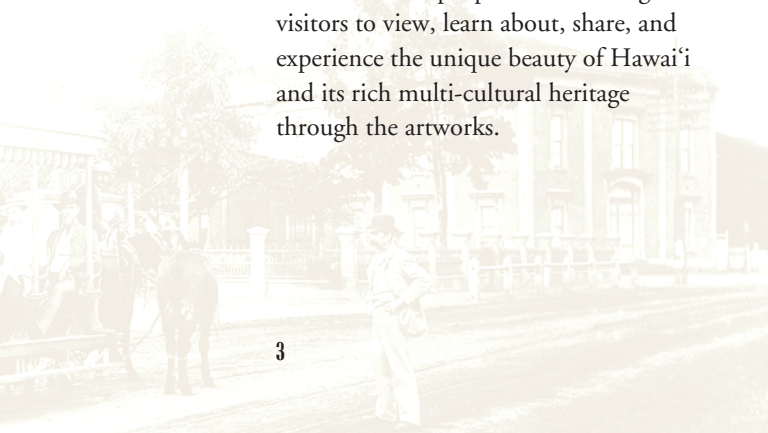 visitors to view, learn about, share, and
experience the unique beauty of Hawai‘i
and its rich multi-cultural heritage
through the artworks.
3